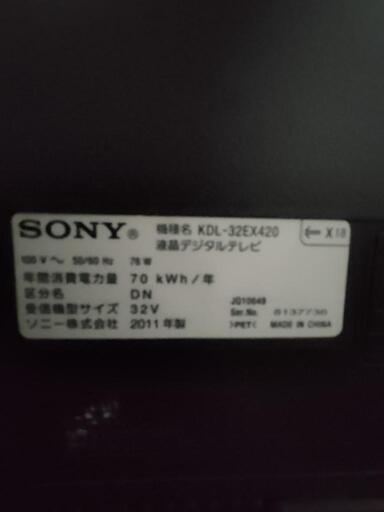 SONY® 機種名 KDL-32EX420
液晶デジタルテレビ
X18
100 V～ 50/60 Hz 76 W
年間消費電力量 70 kWh/年
区分名 DN
受信機型サイズ 32V
ソニー株式会社 2011年製
JQ10649
Ser.No. 8137736
>PET< MADE IN CHINA